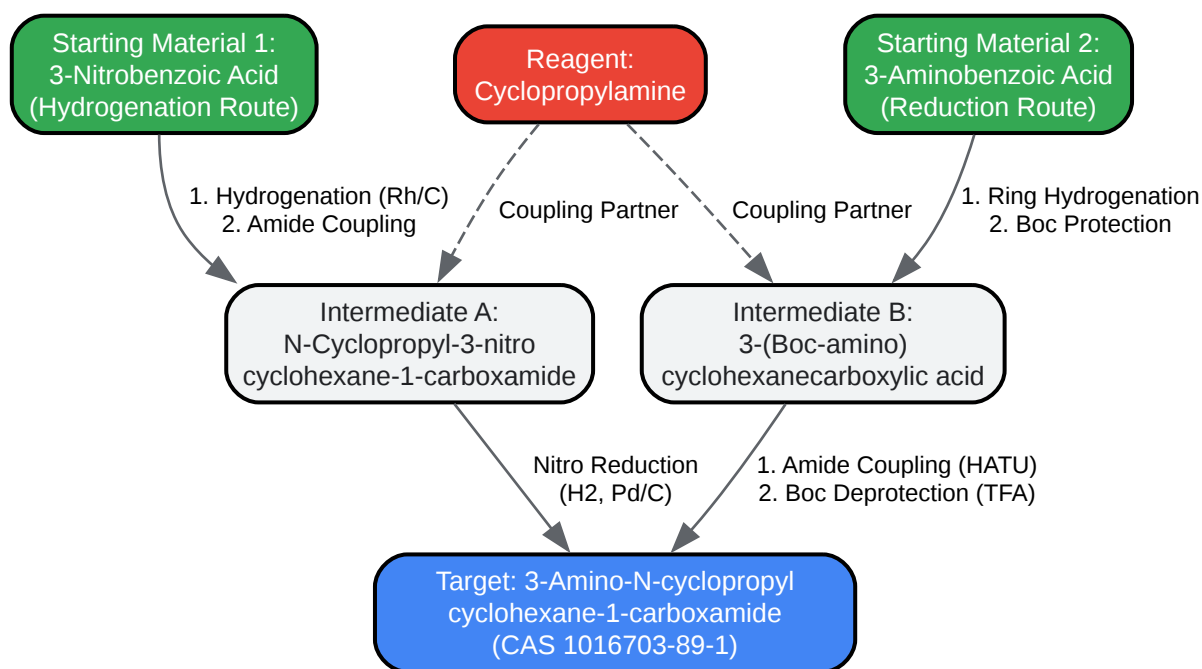 Starting Material 1:
3-Nitrobenzoic Acid
(Hydrogenation Route)
Reagent:
Cyclopropylamine
Starting Material 2:
3-Aminobenzoic Acid
(Reduction Route)
1. Hydrogenation (Rh/C)
2. Amide Coupling
Coupling Partner
Coupling Partner
1. Ring Hydrogenation
2. Boc Protection
Intermediate A:
N-Cyclopropyl-3-nitro
cyclohexane-1-carboxamide
Intermediate B:
3-(Boc-amino)
cyclohexanecarboxylic acid
Nitro Reduction
(H2, Pd/C)
1. Amide Coupling (HATU)
2. Boc Deprotection (TFA)
Target: 3-Amino-N-cyclopropyl
cyclohexane-1-carboxamide
(CAS 1016703-89-1)